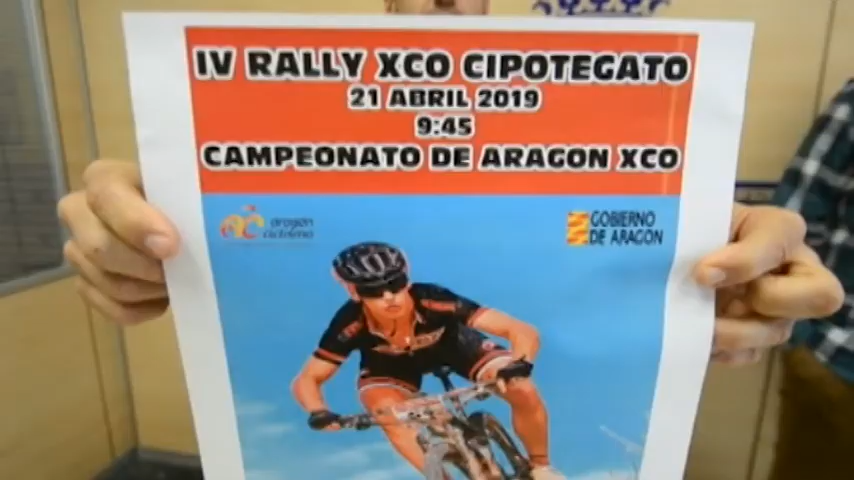 IV RALLY XCO CIPOTEGATO
21 ABRIL 2019
9:45
CAMPEONATO DE ARAGON XCO
aragón
ciclismo
GOBIERNO
DE ARAGON